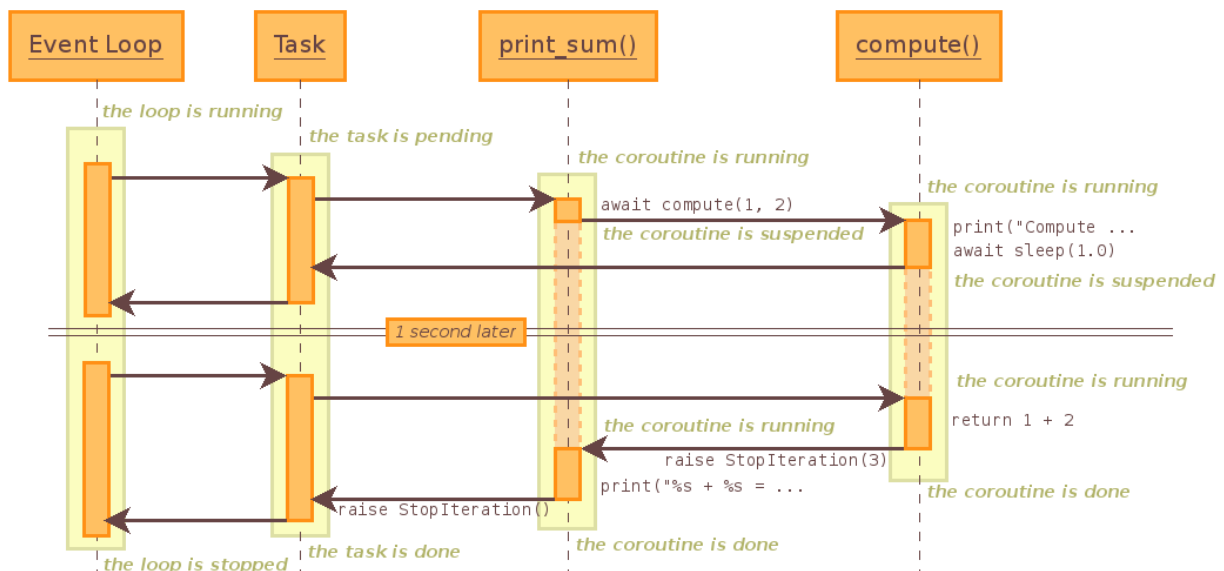 Event Loop
Task
print_sum()
compute()
the loop is running
the task is pending
the coroutine is running
the coroutine is running
await compute(1, 2)
print("Compute ...
the coroutine is suspended
await sleep(1.0)
the coroutine is suspended
1 second later
the coroutine is running
return 1 + 2
the coroutine is running
raise StopIteration(3)
print("%s + %s = ...
the coroutine is done
raise StopIteration()
the coroutine is done
the task is done
the loop is stopped